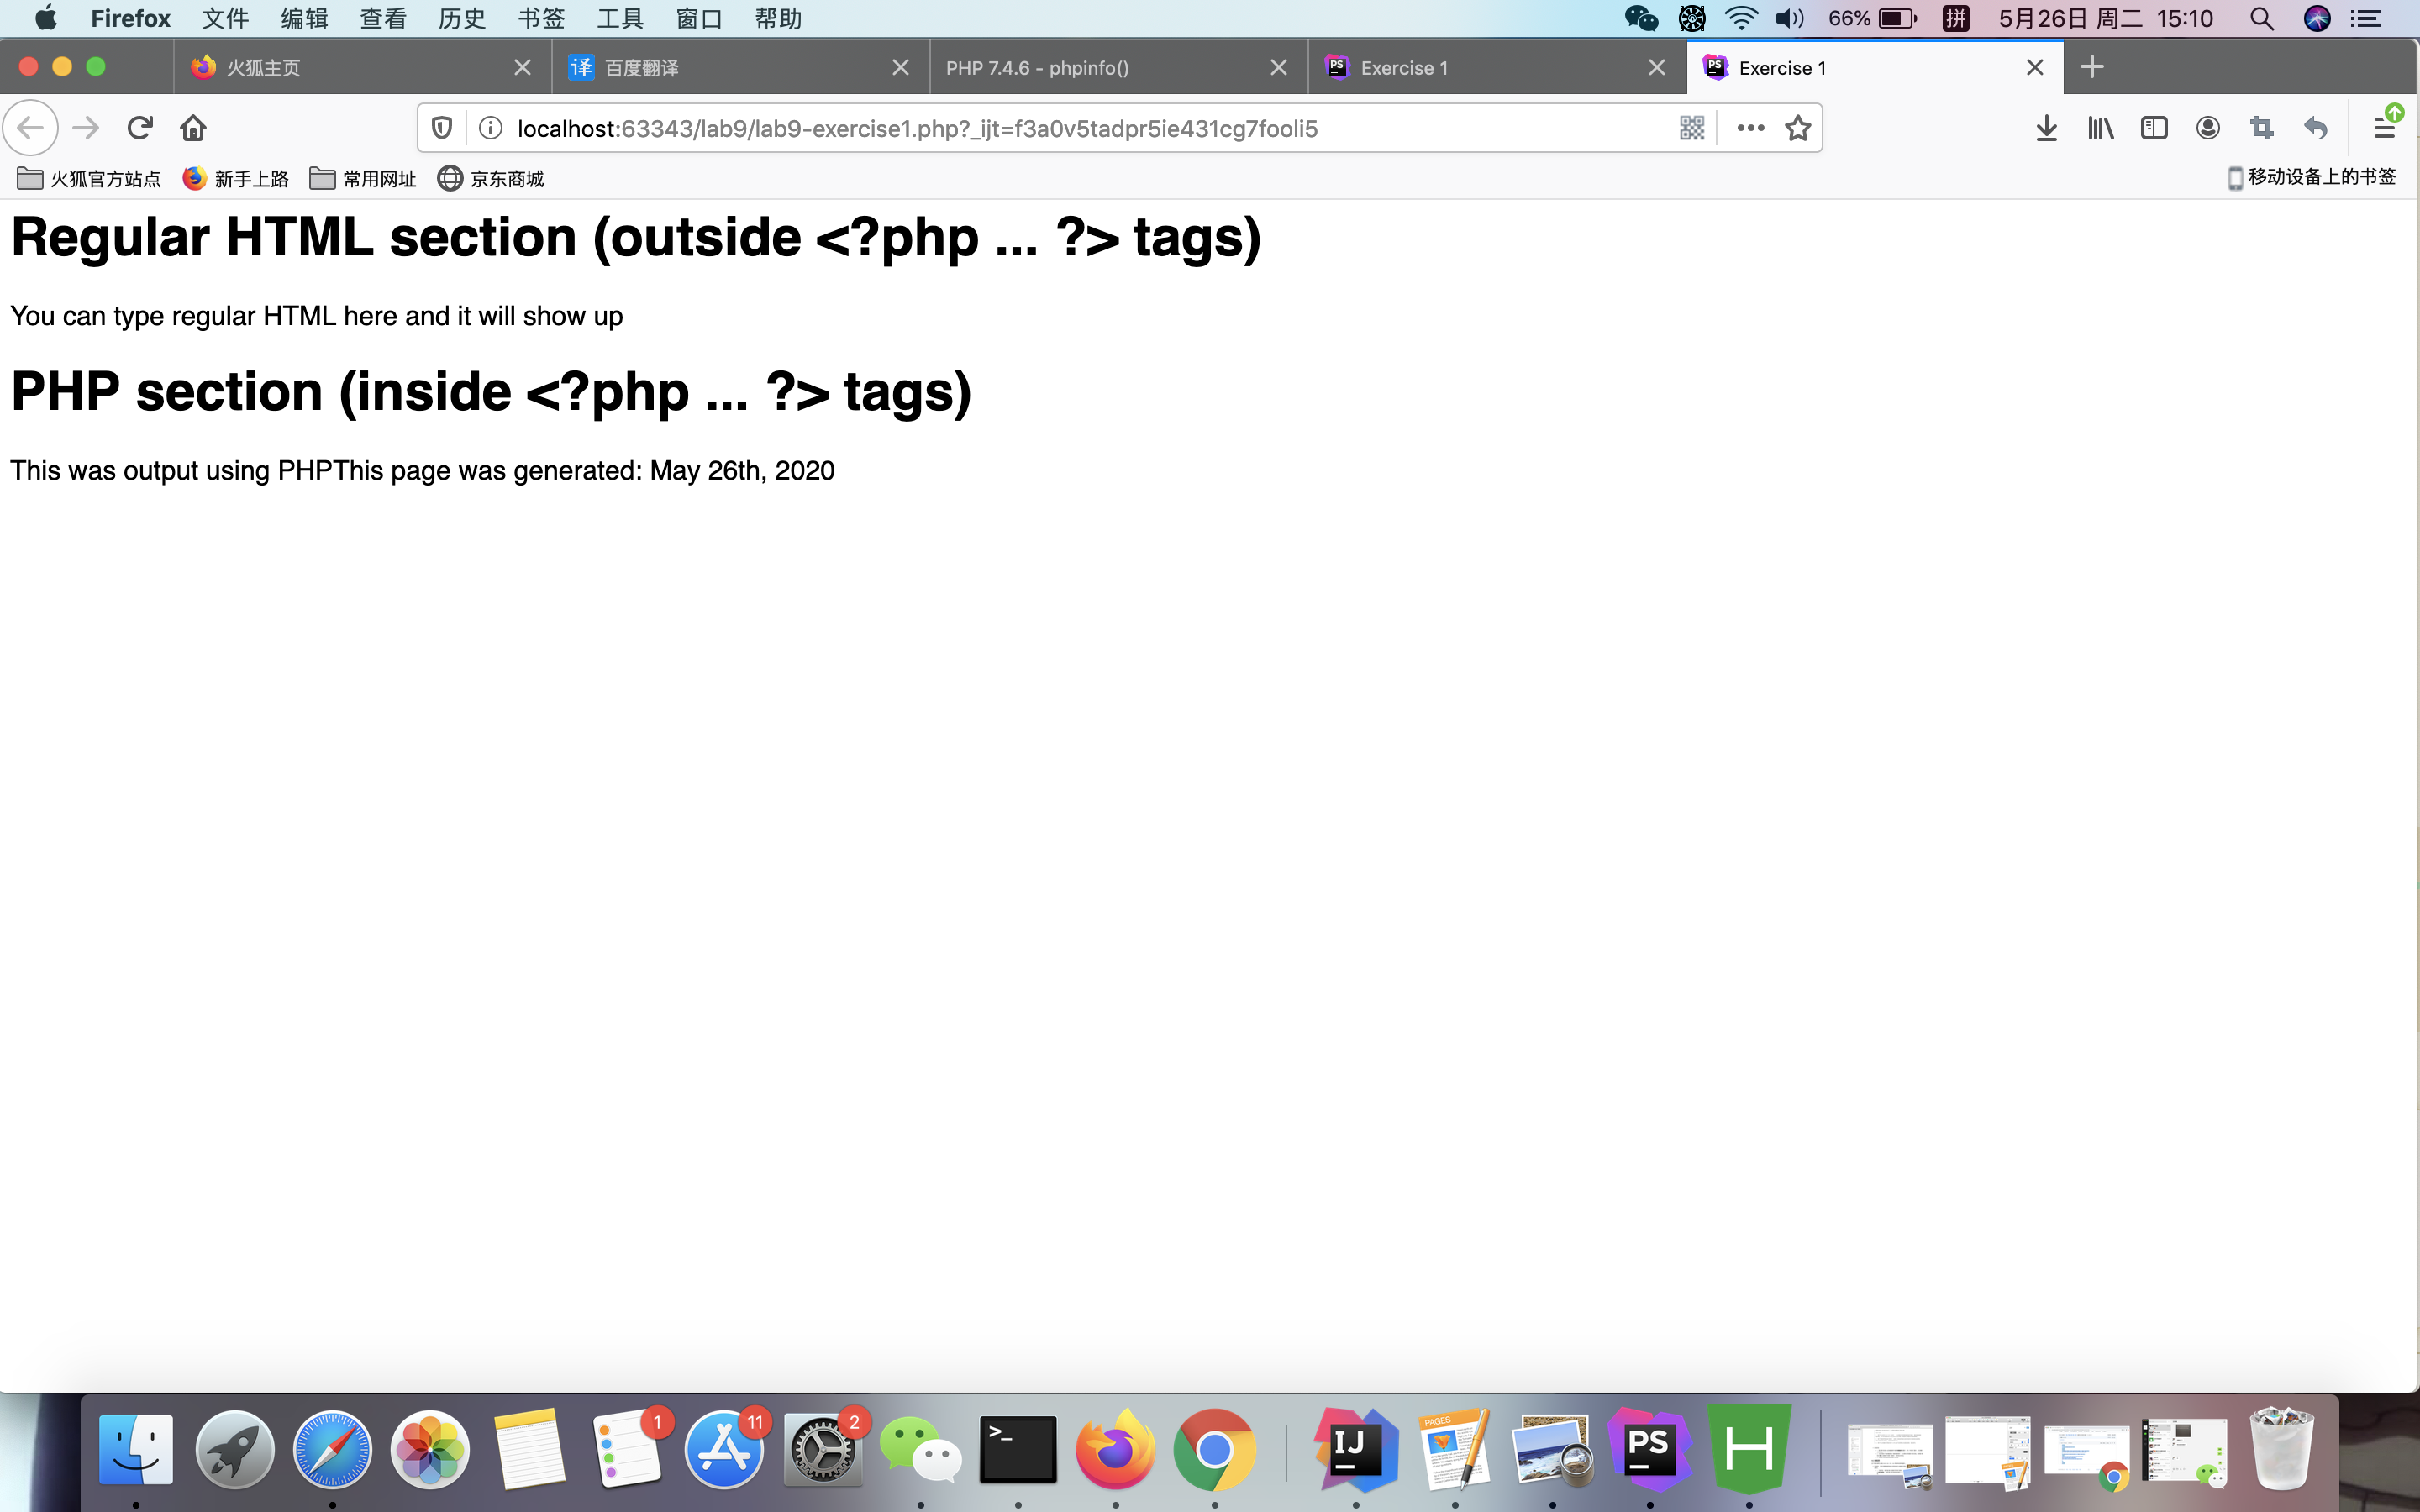 Firefox 文件 编辑 查看 历史 书签 工具 窗口 帮助 66% 拼 5月26日 周二 15:10
火狐主页 译 百度翻译 PHP 7.4.6 - phpinfo() PS Exercise 1 PS Exercise 1
localhost:63343/lab9/lab9-exercise1.php?_ijt=f3a0v5tadpr5ie431cg7fooli5
火狐官方站点 新手上路 常用网址 京东商城 移动设备上的书签
Regular HTML section (outside <?php ... ?> tags)
You can type regular HTML here and it will show up
PHP section (inside <?php ... ?> tags)
This was output using PHPThis page was generated: May 26th, 2020
1 11 2 >_ IJ PAGES PS H